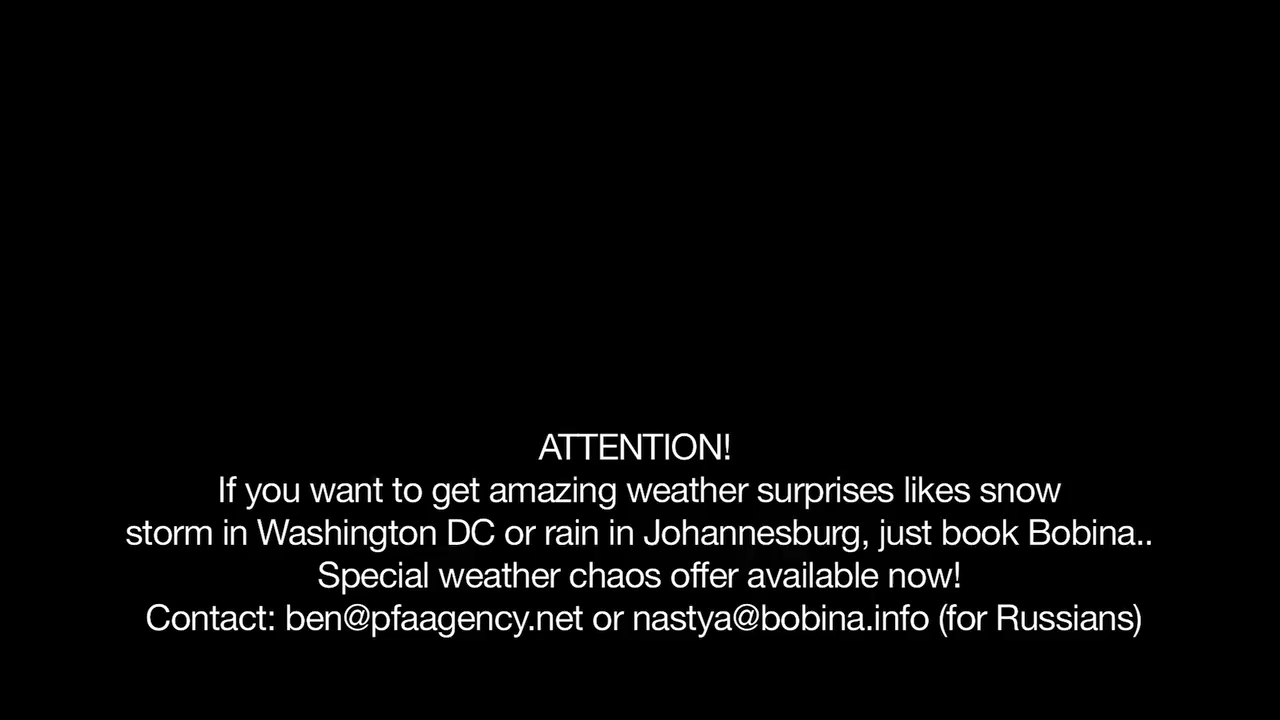 ATTENTION!
If you want to get amazing weather surprises likes snow
storm in Washington DC or rain in Johannesburg, just book Bobina..
Special weather chaos offer available now!
Contact: ben@pfaagency.net or nastya@bobina.info (for Russians)